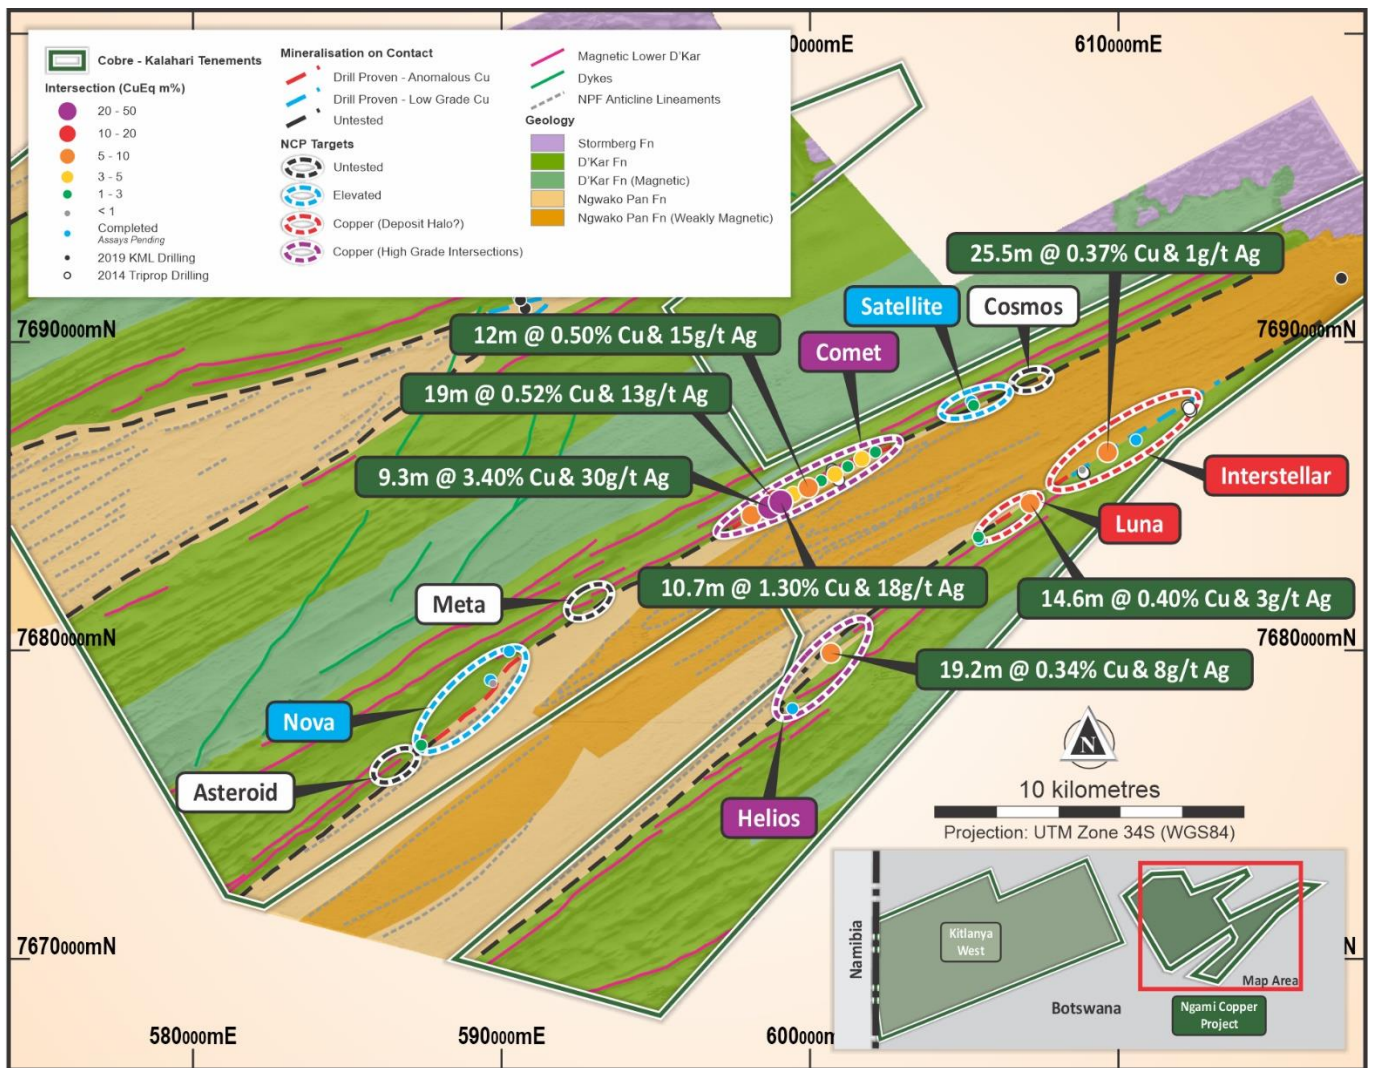 Cobre - Kalahari Tenements
Intersection (CuEq m%)
20 - 50
10 - 20
5 - 10
3 - 5
1 - 3
< 1
Completed
Assays Pending
2019 KML Drilling
2014 Triprop Drilling
Mineralisation on Contact
Drill Proven - Anomalous Cu
Drill Proven - Low Grade Cu
Untested
NCP Targets
Untested
Elevated
Copper (Deposit Halo?)
Copper (High Grade Intersections)
Magnetic Lower D'Kar
Dykes
NPF Anticline Lineaments
Geology
Stormberg Fn
D'Kar Fn
D'Kar Fn (Magnetic)
Ngwako Pan Fn
Ngwako Pan Fn (Weakly Magnetic)
0000mE
610000mE
25.5m @ 0.37% Cu & 1g/t Ag
7690000mN
7690000mN
Satellite
Cosmos
12m @ 0.50% Cu & 15g/t Ag
Comet
19m @ 0.52% Cu & 13g/t Ag
9.3m @ 3.40% Cu & 30g/t Ag
Interstellar
Luna
10.7m @ 1.30% Cu & 18g/t Ag
14.6m @ 0.40% Cu & 3g/t Ag
Meta
7680000mN
7680000mN
19.2m @ 0.34% Cu & 8g/t Ag
Nova
N
Asteroid
Helios
10 kilometres
Projection: UTM Zone 34S (WGS84)
7670000mN
N
580000mE
590000mE
600000m
Namibia
Kitlanya
West
Map Area
Botswana
Ngami Copper
Project